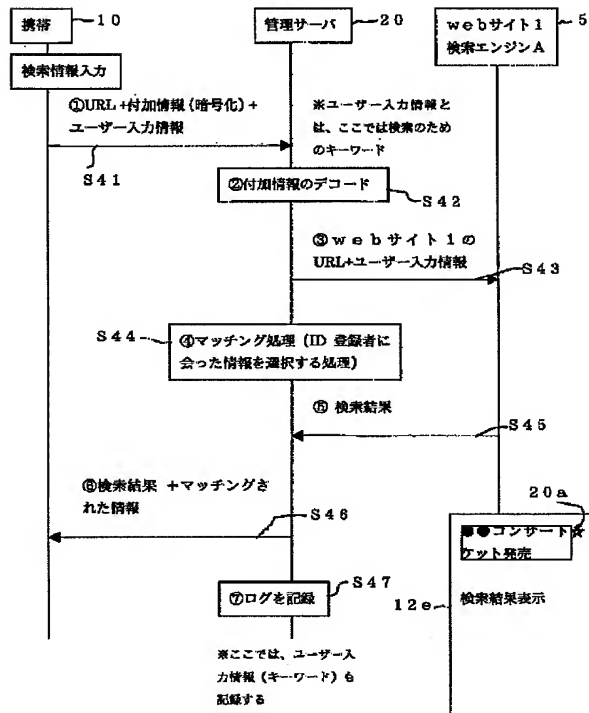 携帯
10
管理サーバ
20
webサイト1
検索エンジンA
5
検索情報入力
①URL+付加情報(暗号化)+
ユーザー入力情報
S41
※ユーザー入力情報と
は、ここでは検索のため
のキーワード
②付加情報のデコード
S42
③webサイト1の
URL+ユーザー入力情報
S43
S44
④マッチング処理(ID 登録者に
会った情報を選択する処理)
⑤ 検索結果
S45
⑥検索結果 +マッチングさ
れた情報
S46
20a
●●コンサート
ケット発売
検索結果表示
12e
⑦ログを記録
S47
※ここでは、ユーザー入
力情報(キーワード)も
記録する